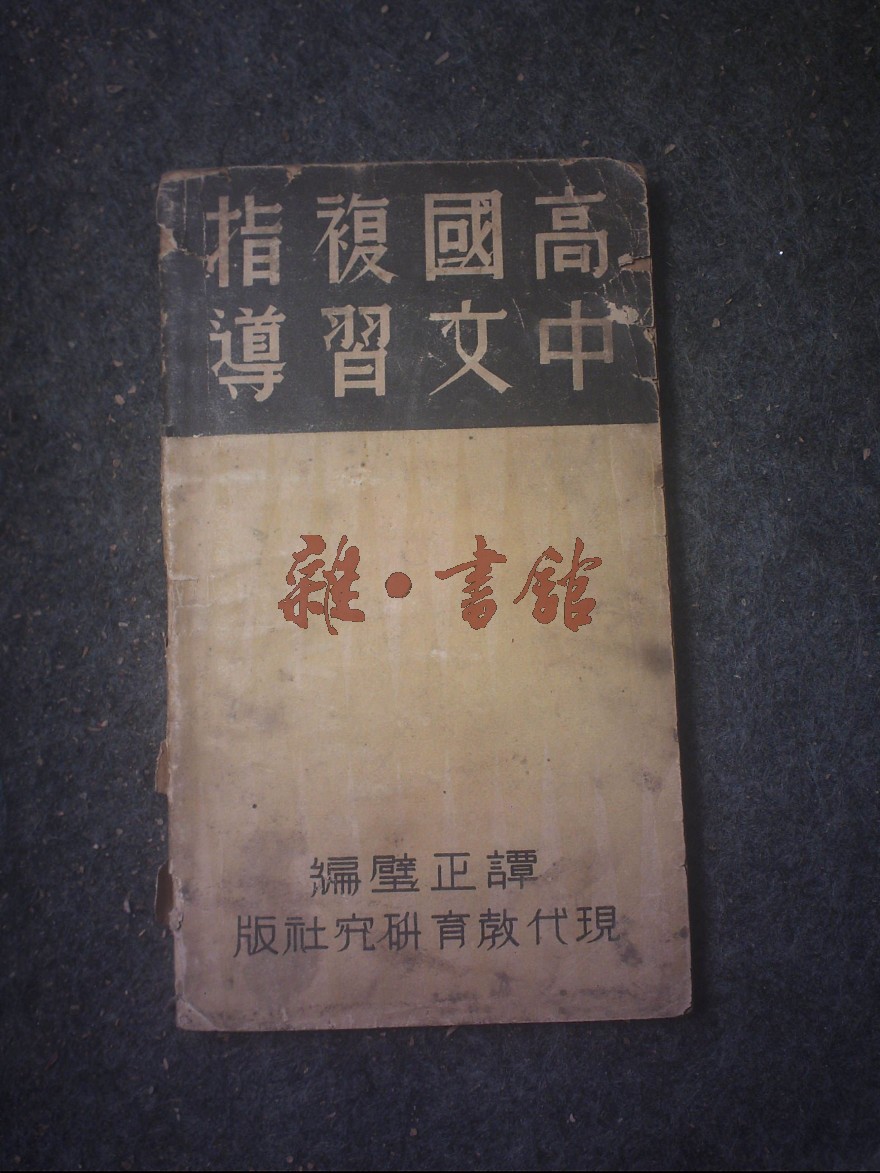 高中
國文
複習
指導
雜·書館
譚正璧編
現代教育研究社版